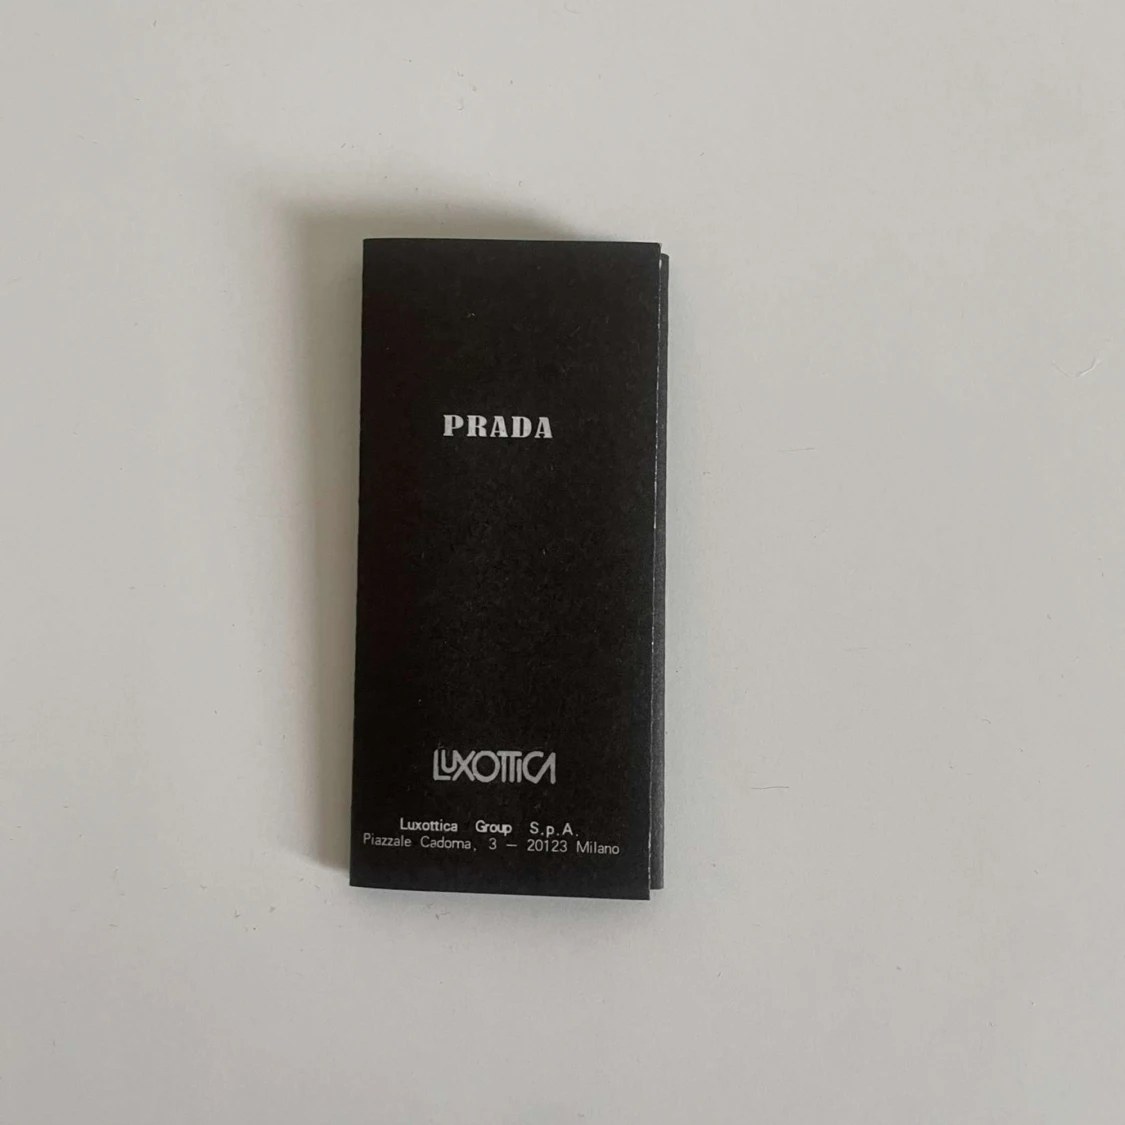 PRADA
LUXOTTICA
Luxottica Group S.p.A.
Piazzale Cadorna, 3 – 20123 Milano